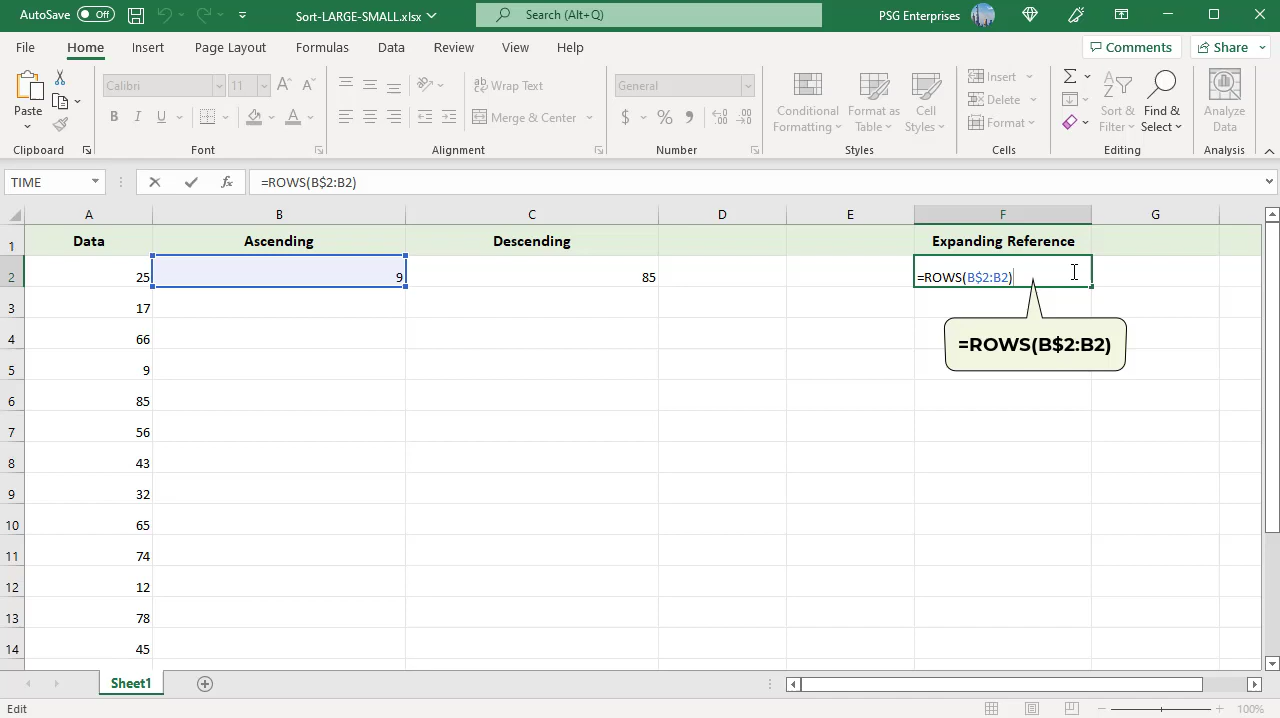 AutoSave Off Sort-LARGE-SMALL.xlsx Search (Alt+Q) PSG Enterprises
File Home Insert Page Layout Formulas Data Review View Help Comments Share
Paste Calibri 11 Wrap Text General Conditional Formatting Format as Table Cell Styles Insert Sort & Filter Find & Select Analyze Data
B I U A Merge & Center $ % Delete
Format
Clipboard Font Alignment Number Styles Cells Editing Analysis
TIME fx =ROWS(B$2:B2)
A B C D E F G
1 Data Ascending Descending Expanding Reference
2 25 9 85 =ROWS(B$2:B2)
3 17
4 66 =ROWS(B$2:B2)
5 9
6 85
7 56
8 43
9 32
10 65
11 74
12 12
13 78
14 45
Sheet1
Edit 100%